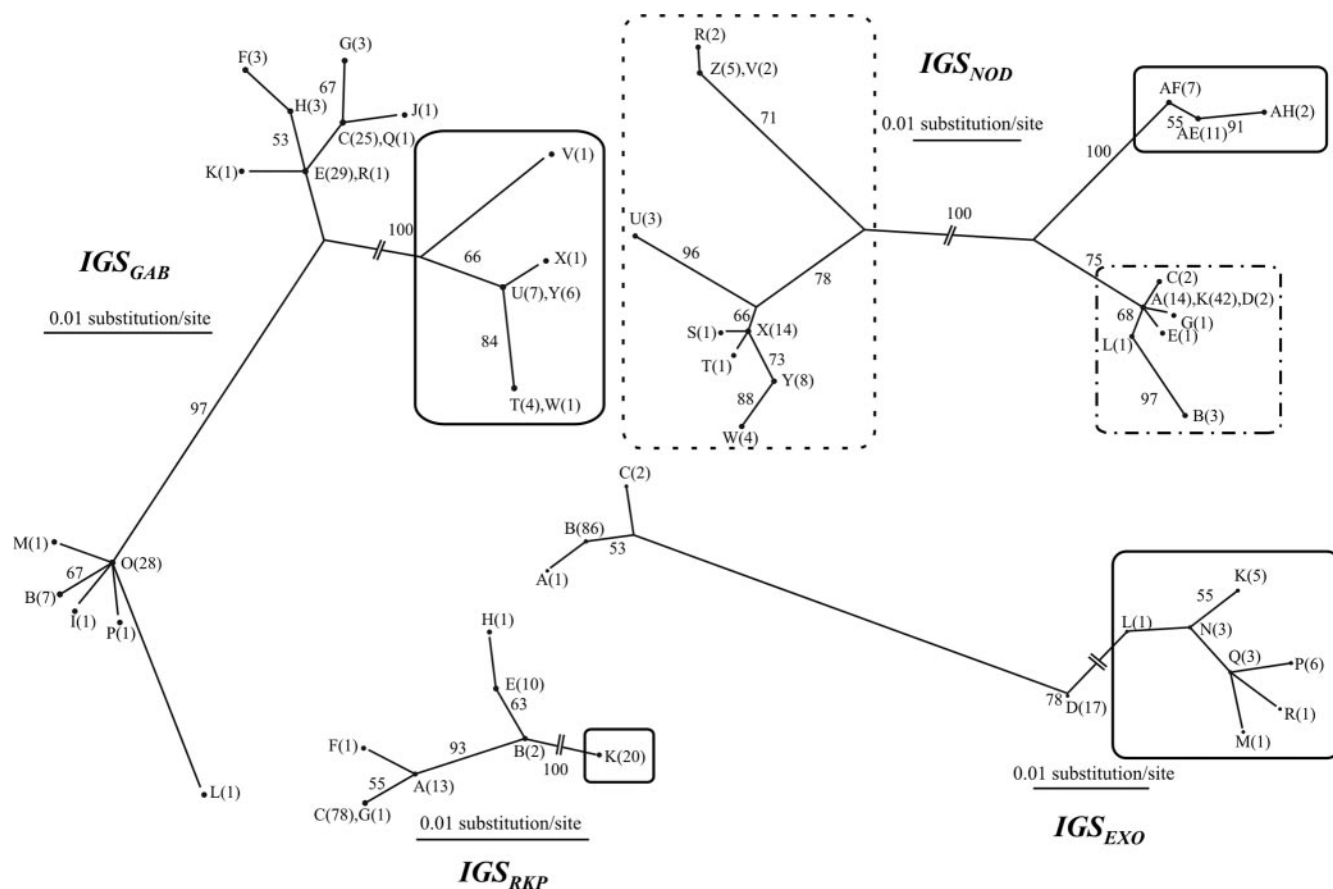 G(3)
F(3)
67
H(3)
J(1)
C(25),Q(1)
53
K(1)
E(29),R(1)
V(1)
100
66
X(1)
U(7),Y(6)
84
T(4),W(1)
IGS_GAB
0.01 substitution/site
97
M(1)
O(28)
67
B(7)
I(1)
P(1)
L(1)
R(2)
Z(5),V(2)
IGS_NOD
0.01 substitution/site
71
AF(7)
55
AE(11)
91
AH(2)
100
U(3)
96
100
78
75
C(2)
A(14),K(42),D(2)
68
G(1)
E(1)
L(1)
97
B(3)
66
S(1)
X(14)
T(1)
73
Y(8)
88
W(4)
C(2)
B(86)
53
A(1)
K(5)
55
L(1)
N(3)
Q(3)
P(6)
78
D(17)
R(1)
M(1)
0.01 substitution/site
IGS_EXO
H(1)
E(10)
63
F(1)
93
B(2)
100
K(20)
55
A(13)
C(78),G(1)
0.01 substitution/site
IGS_RKP